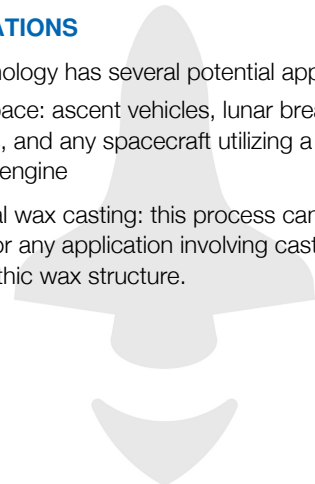 ATIONS
nology has several potential app
ace: ascent vehicles, lunar brea
, and any spacecraft utilizing a
engine
al wax casting: this process can
or any application involving cast
thic wax structure.